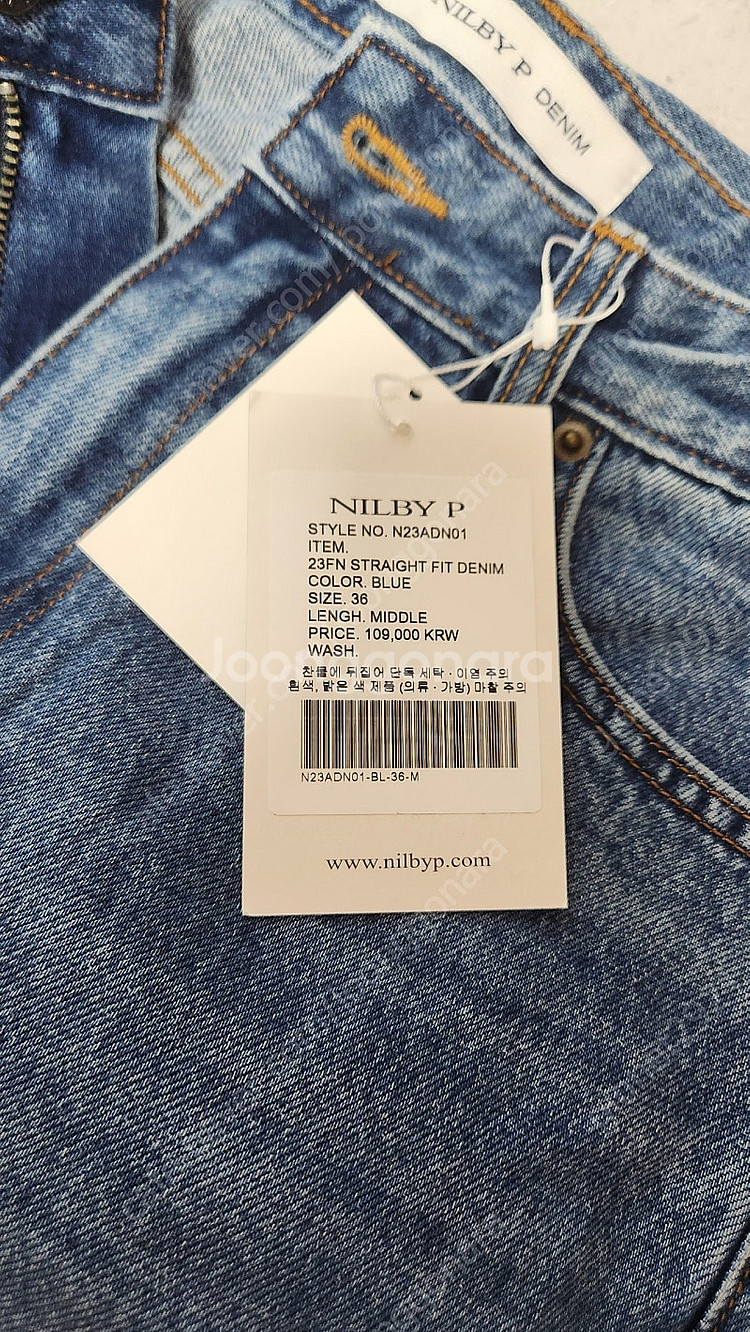 NILBY P DENIM
NILBY P
STYLE NO. N23ADN01
ITEM.
23FN STRAIGHT FIT DENIM
COLOR. BLUE
SIZE. 36
LENGH. MIDDLE
PRICE. 109,000 KRW
WASH.
찬물에 뒤집어 단독 세탁 · 이염 주의
흰색, 밝은 색 제품 (의류 · 가방) 마찰 주의
N23ADN01-BL-36-M
www.nilbyp.com
Joonggonara